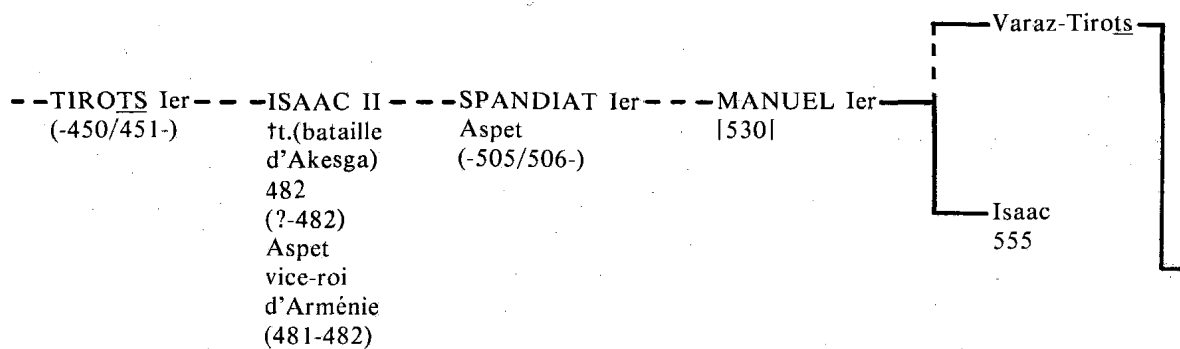 Varaz-Tirots
TIROTS Ier
(-450/451-)
ISAAC II
†t.(bataille
d'Akesga)
482
(?-482)
Aspet
vice-roi
d'Arménie
(481-482)
SPANDIAT Ier
Aspet
(-505/506-)
MANUEL Ier
|530|
Isaac
555